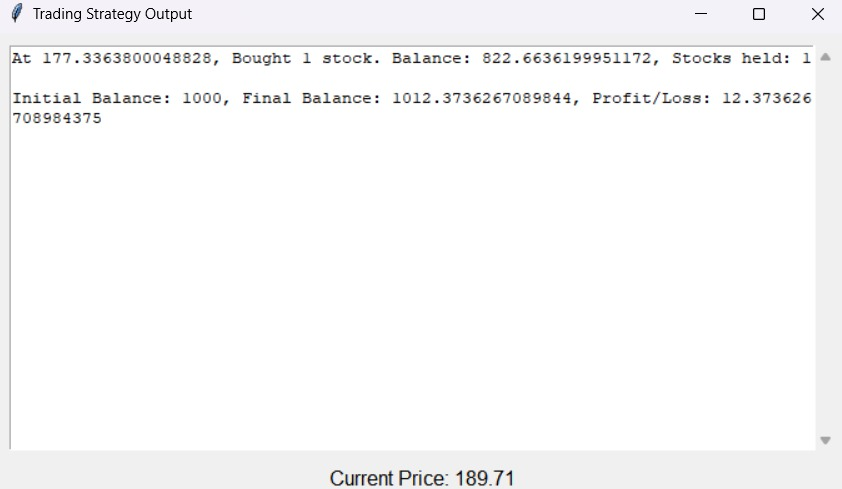 Trading Strategy Output
At 177.3363800048828, Bought 1 stock. Balance: 822.6636199951172, Stocks held: 1
Initial Balance: 1000, Final Balance: 1012.3736267089844, Profit/Loss: 12.373626
708984375
Current Price: 189.71